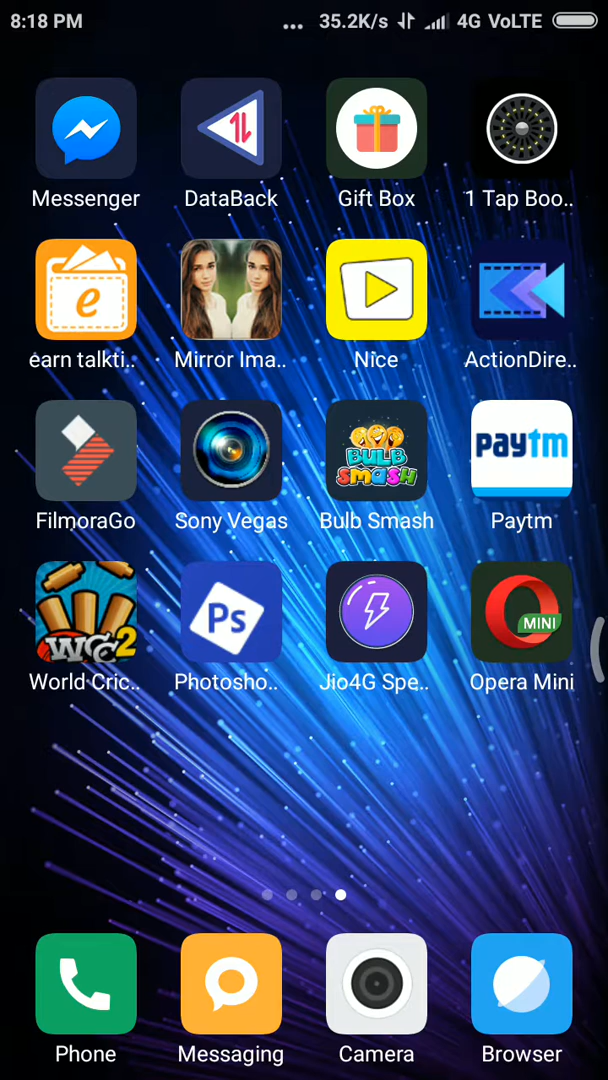 8:18 PM ... 35.2K/s 4G VoLTE
Messenger DataBack Gift Box 1 Tap Boo..
e
earn talkti.. Mirror Ima.. Nice ActionDire..
BULB SMASH Paytm
FilmoraGo Sony Vegas Bulb Smash Paytm
WCC2 Ps MINI
World Cric.. Photosho.. Jio4G Spe.. Opera Mini
Phone Messaging Camera Browser